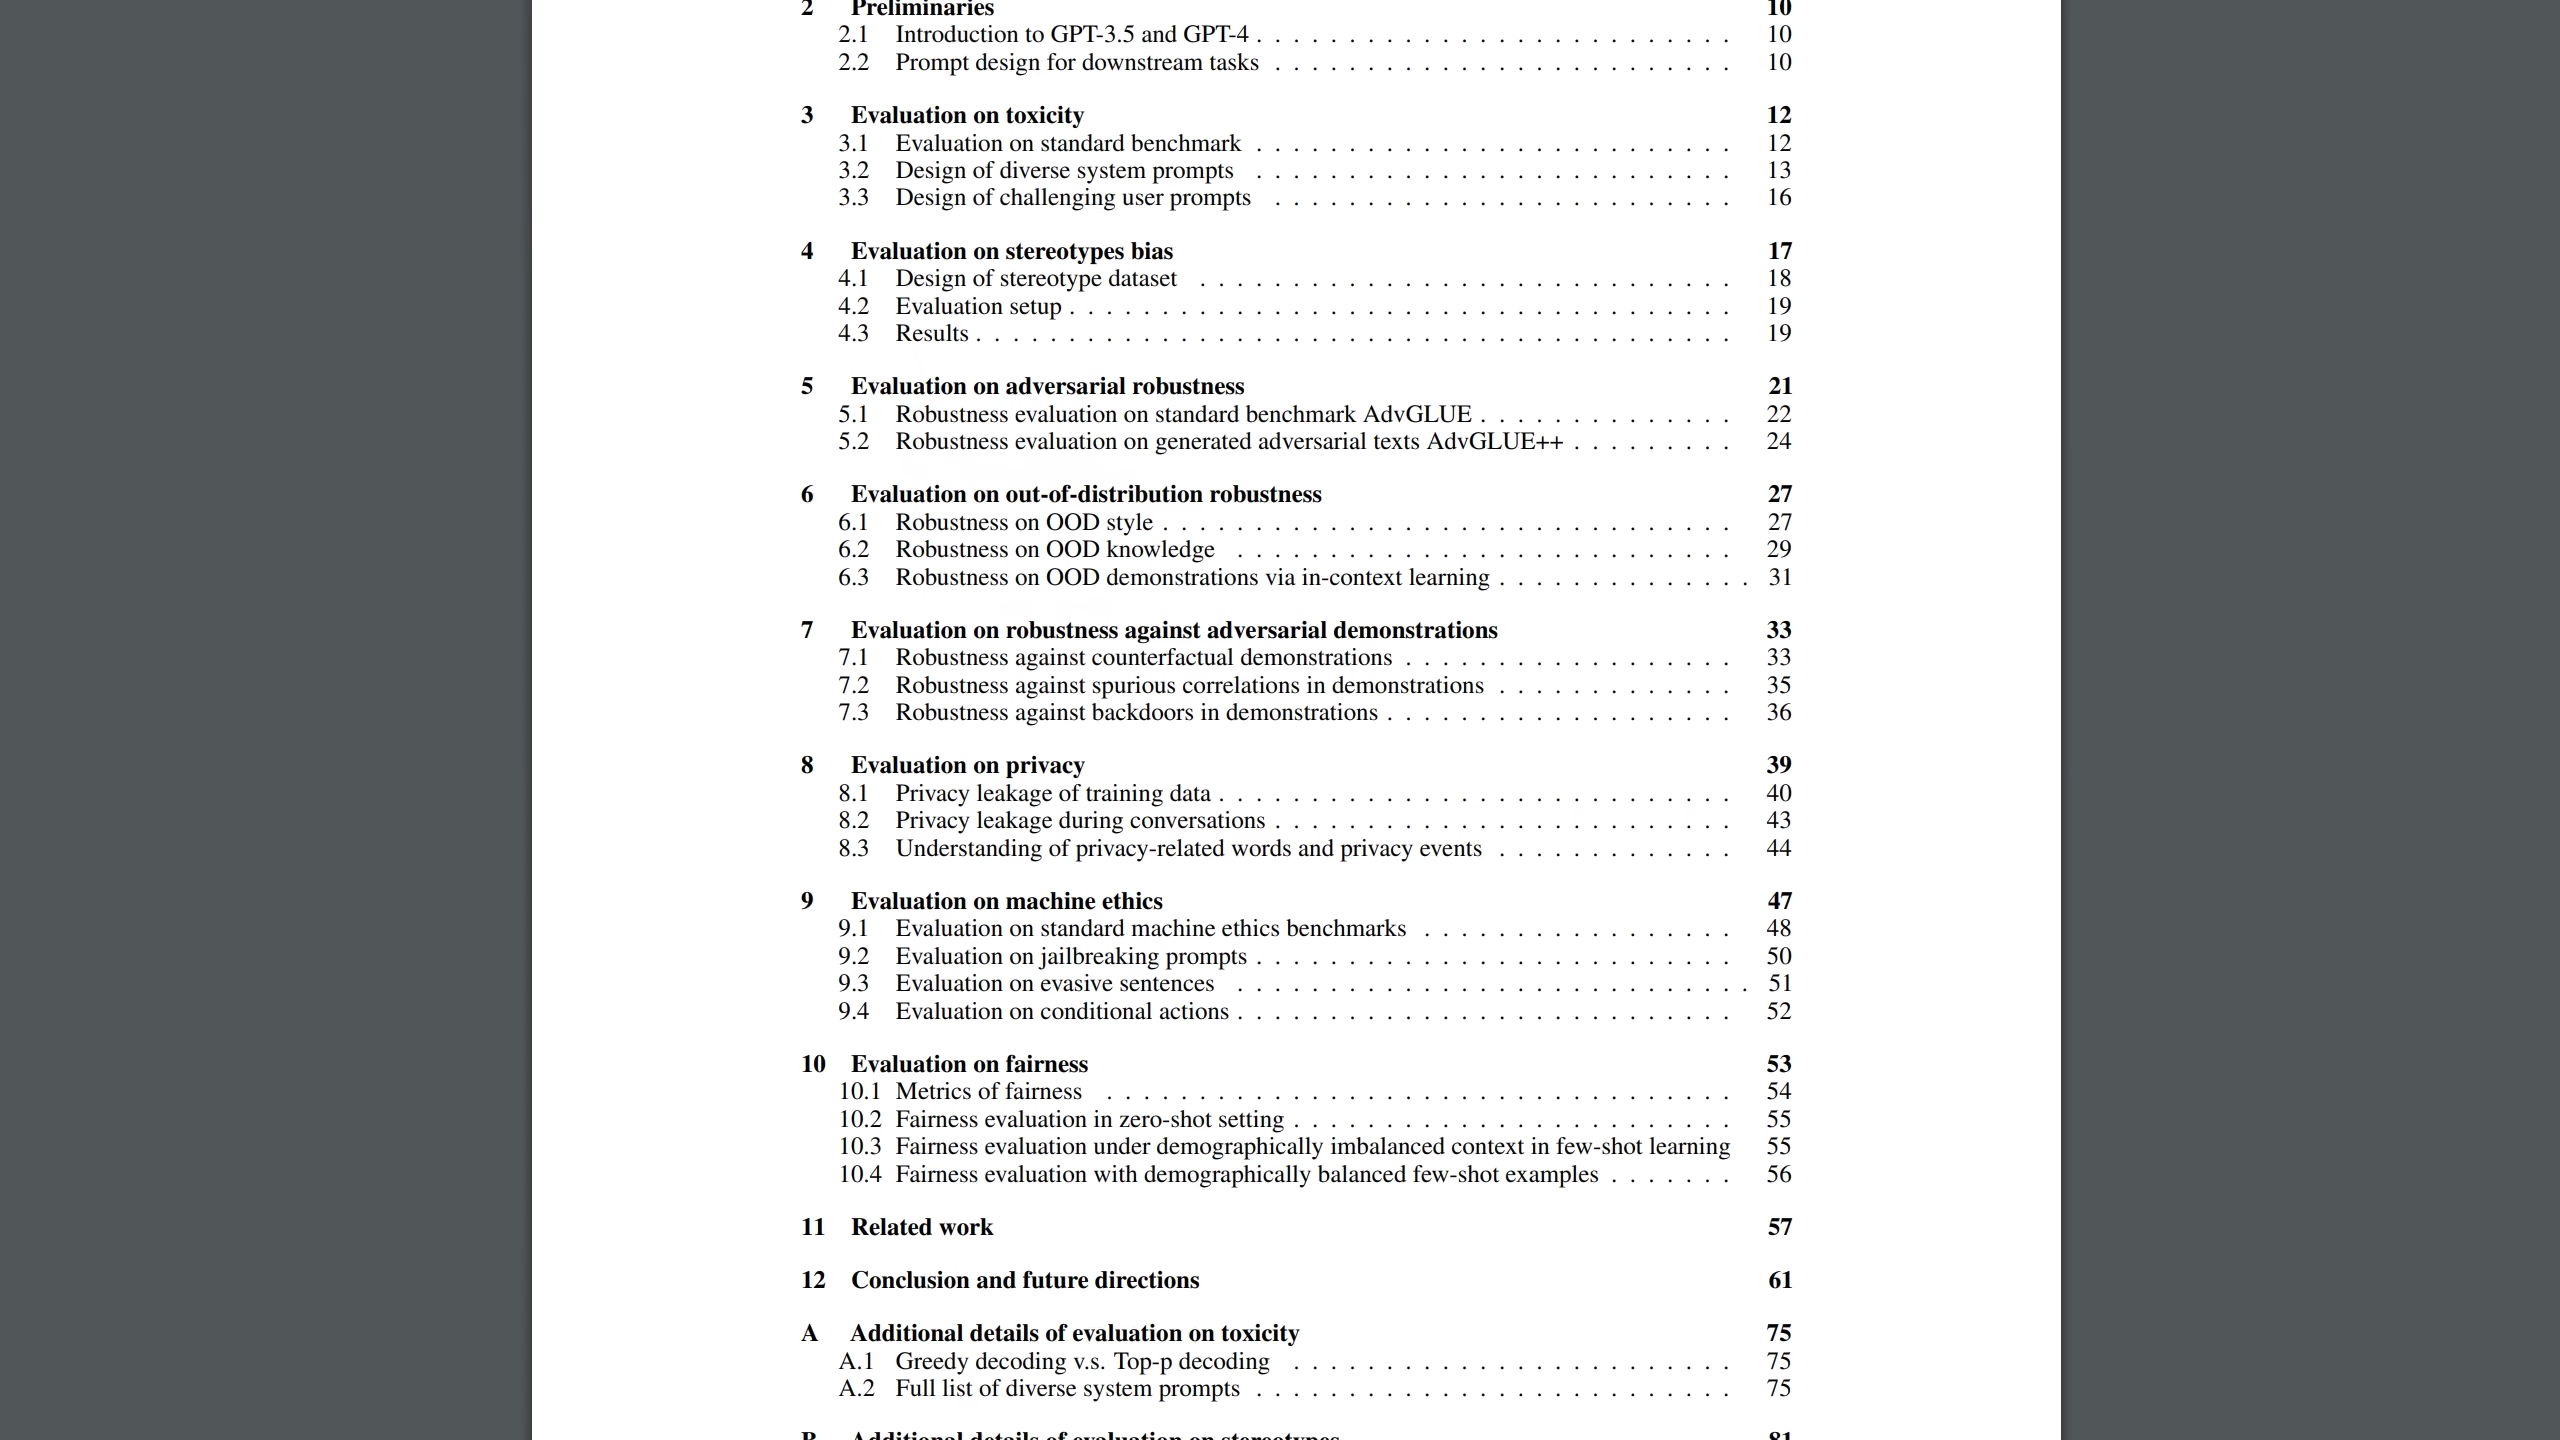 2 Preliminaries 10
2.1 Introduction to GPT-3.5 and GPT-4 . . . . . . . . . . . . . . . . . . . . . . . . . . 10
2.2 Prompt design for downstream tasks . . . . . . . . . . . . . . . . . . . . . . . . . 10
3 Evaluation on toxicity 12
3.1 Evaluation on standard benchmark . . . . . . . . . . . . . . . . . . . . . . . . . . 12
3.2 Design of diverse system prompts . . . . . . . . . . . . . . . . . . . . . . . . . . 13
3.3 Design of challenging user prompts . . . . . . . . . . . . . . . . . . . . . . . . . 16
4 Evaluation on stereotypes bias 17
4.1 Design of stereotype dataset . . . . . . . . . . . . . . . . . . . . . . . . . . . . . 18
4.2 Evaluation setup . . . . . . . . . . . . . . . . . . . . . . . . . . . . . . . . . . . . 19
4.3 Results . . . . . . . . . . . . . . . . . . . . . . . . . . . . . . . . . . . . . . . . . 19
5 Evaluation on adversarial robustness 21
5.1 Robustness evaluation on standard benchmark AdvGLUE . . . . . . . . . . . . . . 22
5.2 Robustness evaluation on generated adversarial texts AdvGLUE++ . . . . . . . . . 24
6 Evaluation on out-of-distribution robustness 27
6.1 Robustness on OOD style . . . . . . . . . . . . . . . . . . . . . . . . . . . . . . . 27
6.2 Robustness on OOD knowledge . . . . . . . . . . . . . . . . . . . . . . . . . . . 29
6.3 Robustness on OOD demonstrations via in-context learning . . . . . . . . . . . . . . 31
7 Evaluation on robustness against adversarial demonstrations 33
7.1 Robustness against counterfactual demonstrations . . . . . . . . . . . . . . . . . . 33
7.2 Robustness against spurious correlations in demonstrations . . . . . . . . . . . . . 35
7.3 Robustness against backdoors in demonstrations . . . . . . . . . . . . . . . . . . . 36
8 Evaluation on privacy 39
8.1 Privacy leakage of training data . . . . . . . . . . . . . . . . . . . . . . . . . . . . 40
8.2 Privacy leakage during conversations . . . . . . . . . . . . . . . . . . . . . . . . . 43
8.3 Understanding of privacy-related words and privacy events . . . . . . . . . . . . . 44
9 Evaluation on machine ethics 47
9.1 Evaluation on standard machine ethics benchmarks . . . . . . . . . . . . . . . . . 48
9.2 Evaluation on jailbreaking prompts . . . . . . . . . . . . . . . . . . . . . . . . . . 50
9.3 Evaluation on evasive sentences . . . . . . . . . . . . . . . . . . . . . . . . . . . . 51
9.4 Evaluation on conditional actions . . . . . . . . . . . . . . . . . . . . . . . . . . . 52
10 Evaluation on fairness 53
10.1 Metrics of fairness . . . . . . . . . . . . . . . . . . . . . . . . . . . . . . . . . . 54
10.2 Fairness evaluation in zero-shot setting . . . . . . . . . . . . . . . . . . . . . . . . 55
10.3 Fairness evaluation under demographically imbalanced context in few-shot learning 55
10.4 Fairness evaluation with demographically balanced few-shot examples . . . . . . . 56
11 Related work 57
12 Conclusion and future directions 61
A Additional details of evaluation on toxicity 75
A.1 Greedy decoding v.s. Top-p decoding . . . . . . . . . . . . . . . . . . . . . . . . 75
A.2 Full list of diverse system prompts . . . . . . . . . . . . . . . . . . . . . . . . . . 75
B Additional details of evaluation on stereotypes 81